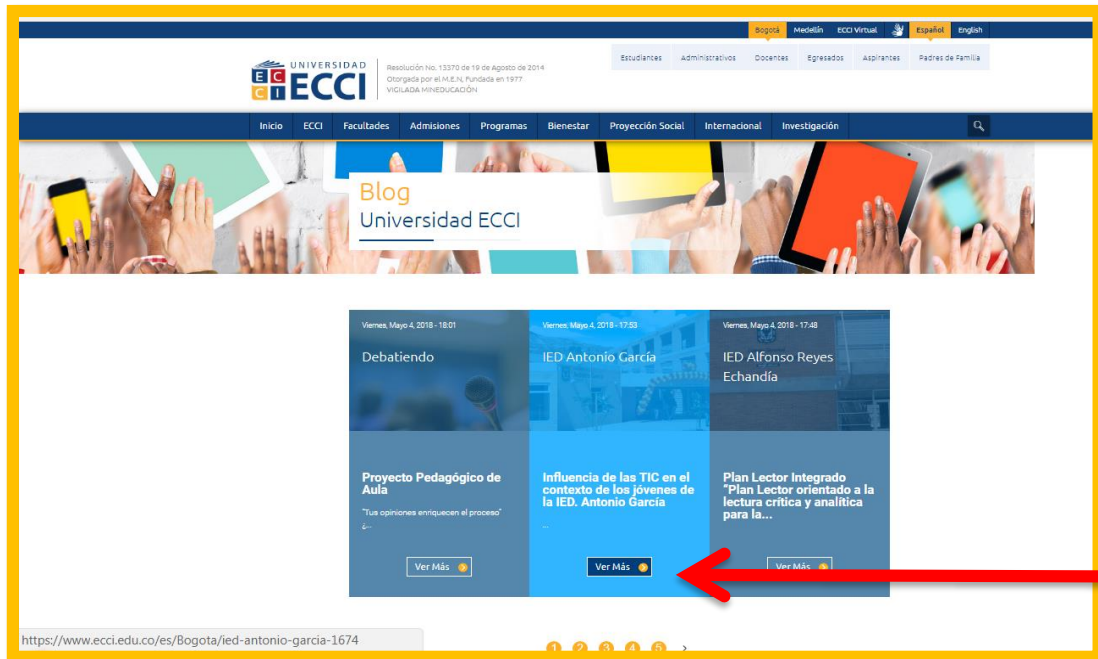 Bogotá Medellín ECCI Virtual Español English
UNIVERSIDAD
ECCI
ECCI
Resolución No. 13370 de 19 de Agosto de 2014
Otorgada por el M.E.N, Fundada en 1977
VIGILADA MINEDUCACIÓN
Estudiantes Administrativos Docentes Egresados Aspirantes Padres de Familia
Inicio ECCI Facultades Admisiones Programas Bienestar Proyección Social Internacional Investigación
Blog
Universidad ECCI
Viernes, Mayo 4, 2018 - 18:01
Debatiendo
Proyecto Pedagógico de
Aula
"Tus opiniones enriquecen el proceso"
¿...
Ver Más
Viernes, Mayo 4, 2018 - 17:53
IED Antonio García
Influencia de las TIC en el
contexto de los jóvenes de
la IED. Antonio García
...
Ver Más
Viernes, Mayo 4, 2018 - 17:48
IED Alfonso Reyes
Echandía
Plan Lector Integrado
"Plan Lector orientado a la
lectura crítica y analítica
para la...
Ver Más
1 2 3 4 5 ›
https://www.ecci.edu.co/es/Bogota/ied-antonio-garcia-1674